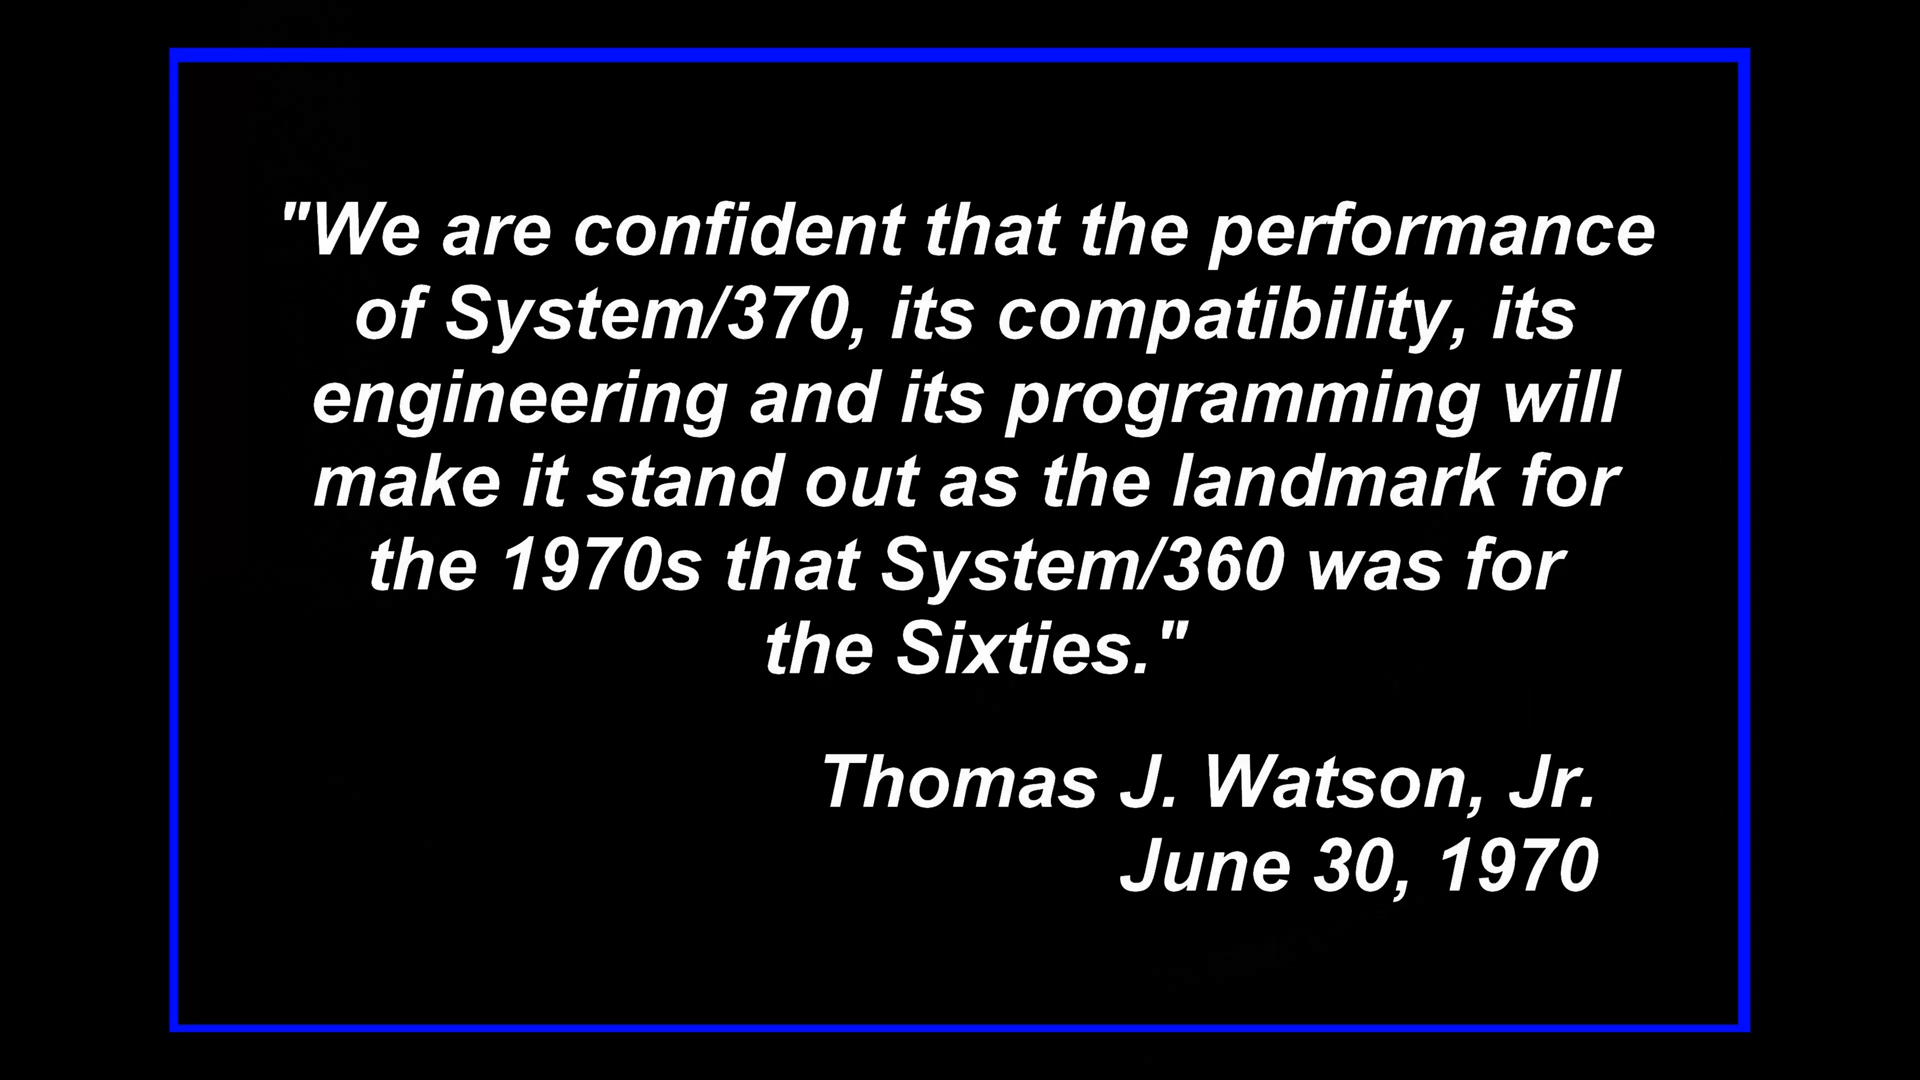 "We are confident that the performance
of System/370, its compatibility, its
engineering and its programming will
make it stand out as the landmark for
the 1970s that System/360 was for
the Sixties."
Thomas J. Watson, Jr.
June 30, 1970